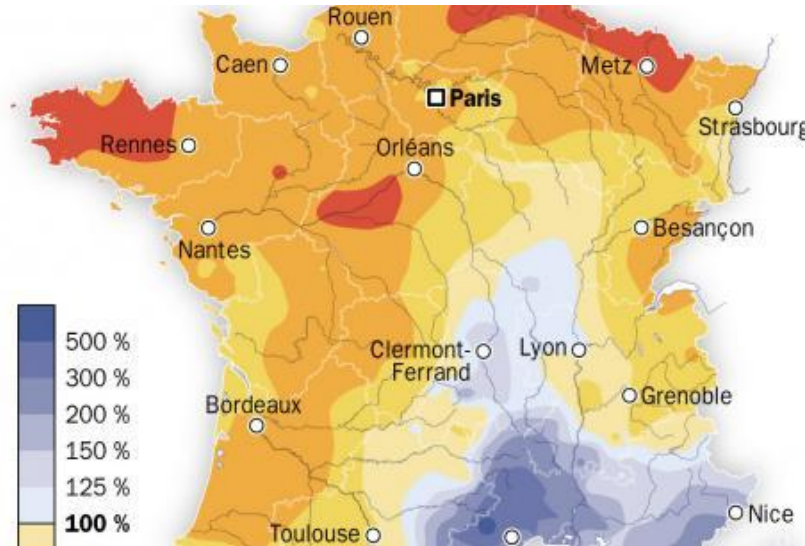 Rouen
Caen
Metz
Paris
Strasbourg
Rennes
Orléans
Nantes
Besançon
500 %
300 %
200 %
150 %
125 %
100 %
Clermont-
Ferrand
Lyon
Grenoble
Bordeaux
Nice
Toulouse